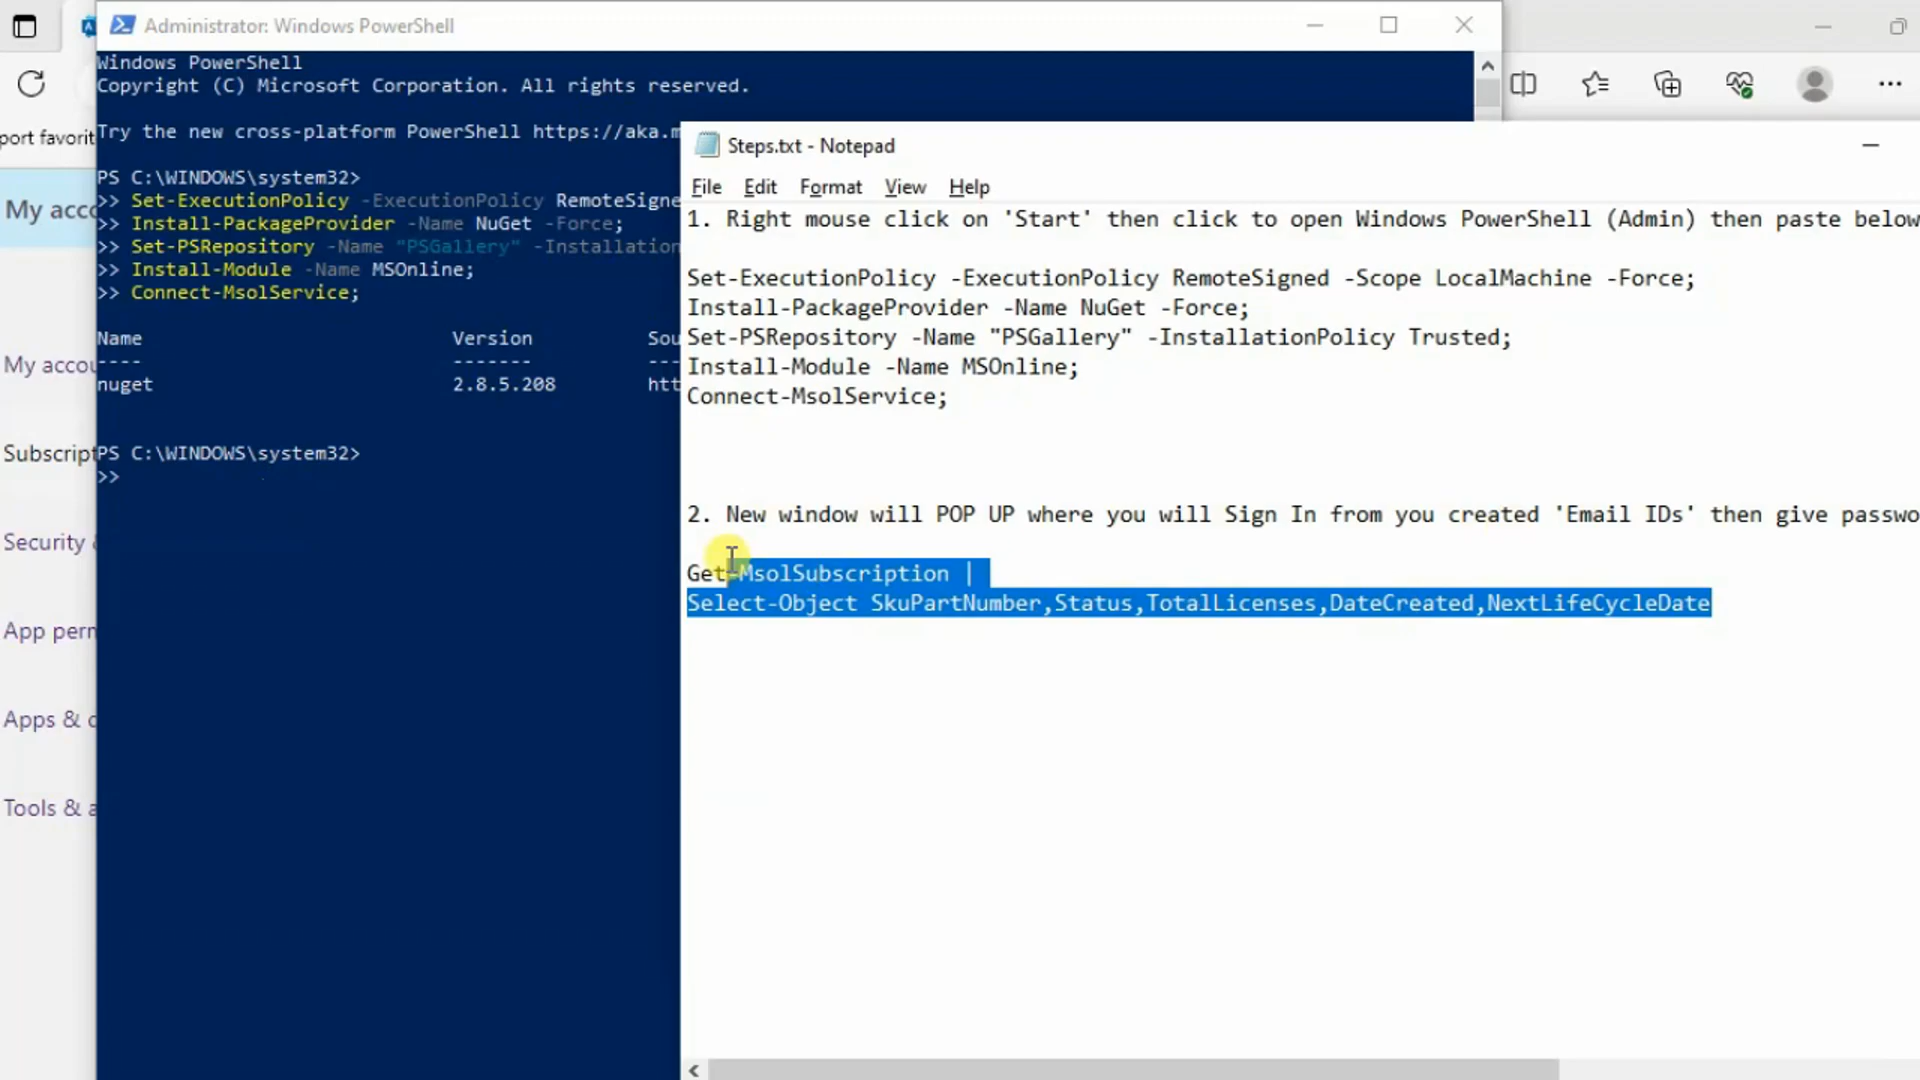 Administrator: Windows PowerShell
Windows PowerShell
Copyright (C) Microsoft Corporation. All rights reserved.
Try the new cross-platform PowerShell https://aka.m
PS C:\WINDOWS\system32>
>> Set-ExecutionPolicy -ExecutionPolicy RemoteSigne
>> Install-PackageProvider -Name NuGet -Force;
>> Set-PSRepository -Name "PSGallery" -Installation
>> Install-Module -Name MSOnline;
>> Connect-MsolService;
Name Version Sou
---- ------- ---
nuget 2.8.5.208 htt
PS C:\WINDOWS\system32>
>>
port favorit
My acco
My accou
Subscript
Security
App perm
Apps &
Tools & a
Steps.txt - Notepad
File Edit Format View Help
1. Right mouse click on 'Start' then click to open Windows PowerShell (Admin) then paste below
Set-ExecutionPolicy -ExecutionPolicy RemoteSigned -Scope LocalMachine -Force;
Install-PackageProvider -Name NuGet -Force;
Set-PSRepository -Name "PSGallery" -InstallationPolicy Trusted;
Install-Module -Name MSOnline;
Connect-MsolService;
2. New window will POP UP where you will Sign In from you created 'Email IDs' then give passwo
Get-MsolSubscription |
Select-Object SkuPartNumber,Status,TotalLicenses,DateCreated,NextLifeCycleDate